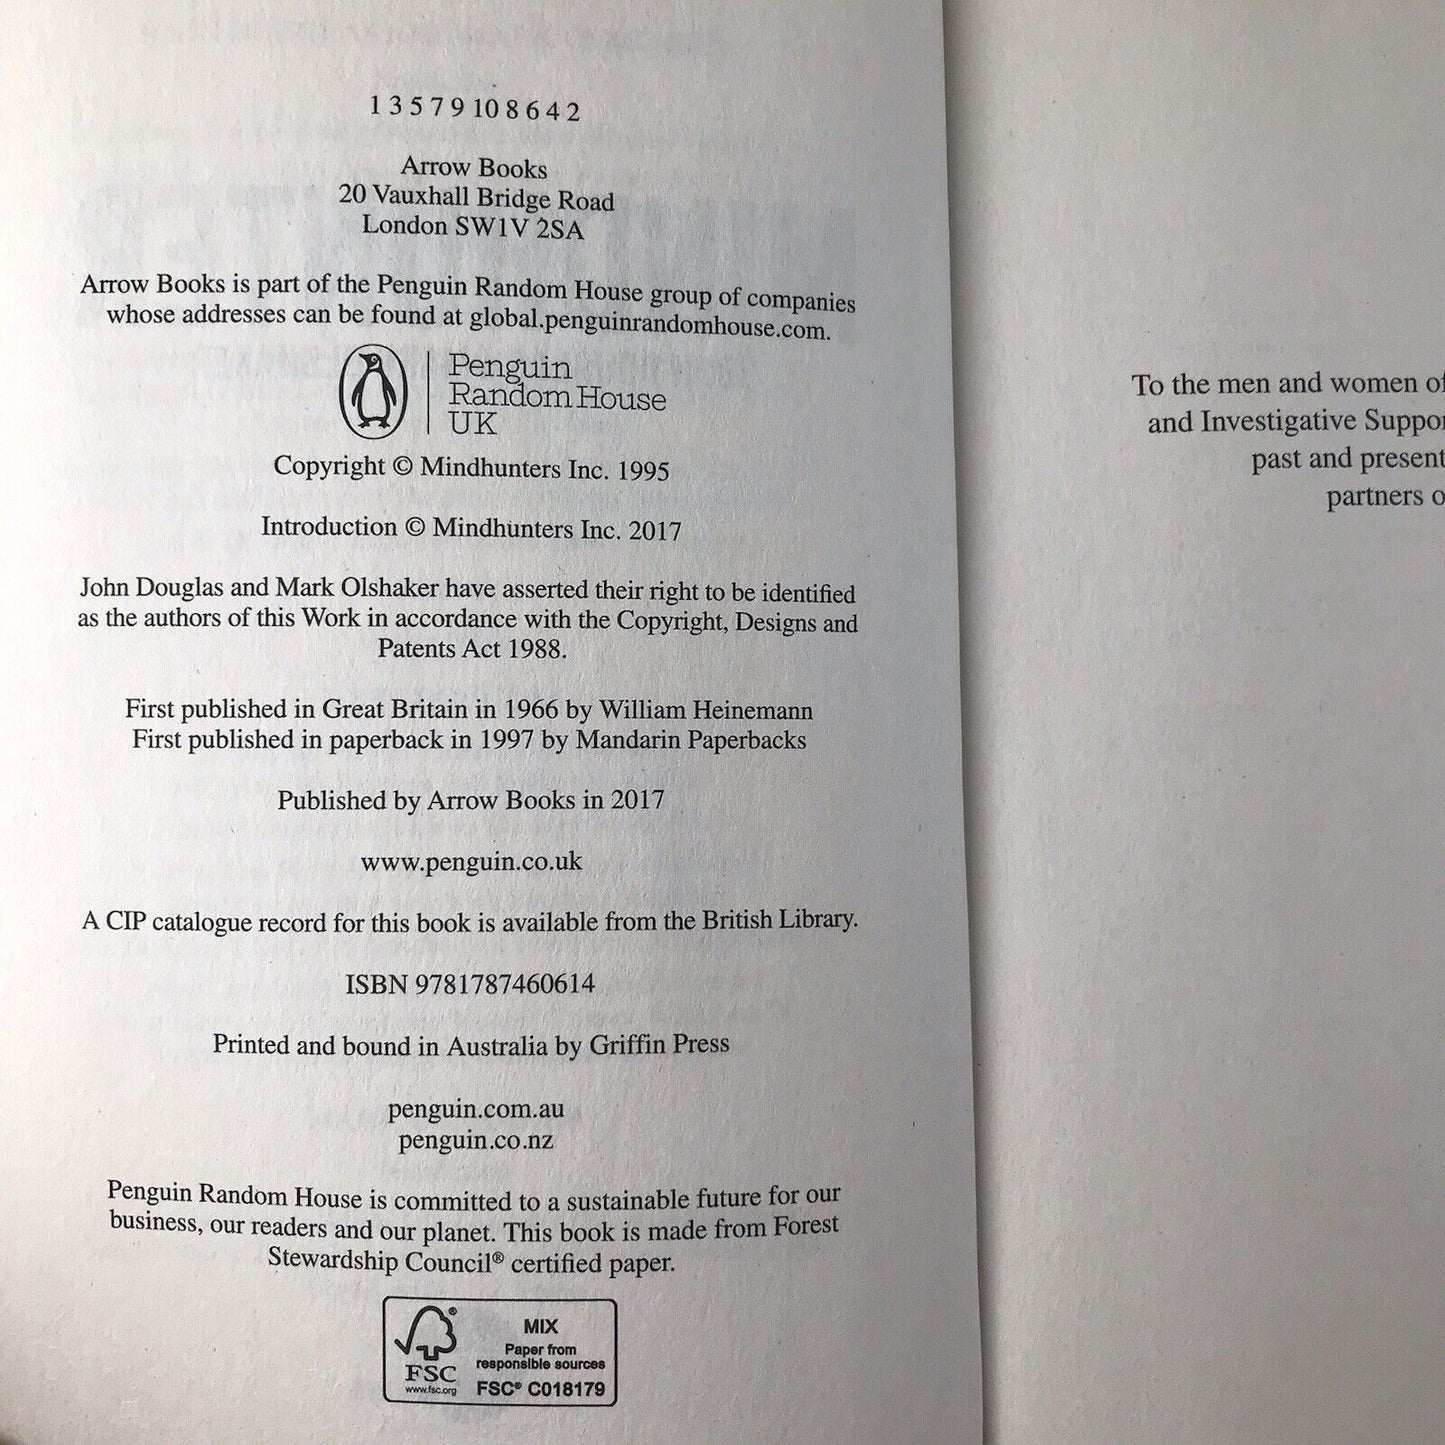 1 3 5 7 9 10 8 6 4 2
Arrow Books
20 Vauxhall Bridge Road
London SW1V 2SA
Arrow Books is part of the Penguin Random House group of companies
whose addresses can be found at global.penguinrandomhouse.com.
Penguin
Random House
UK
Copyright © Mindhunters Inc. 1995
Introduction © Mindhunters Inc. 2017
John Douglas and Mark Olshaker have asserted their right to be identified
as the authors of this Work in accordance with the Copyright, Designs and
Patents Act 1988.
First published in Great Britain in 1966 by William Heinemann
First published in paperback in 1997 by Mandarin Paperbacks
Published by Arrow Books in 2017
www.penguin.co.uk
A CIP catalogue record for this book is available from the British Library.
ISBN 9781787460614
Printed and bound in Australia by Griffin Press
penguin.com.au
penguin.co.nz
Penguin Random House is committed to a sustainable future for our
business, our readers and our planet. This book is made from Forest
Stewardship Council® certified paper.
FSC
www.fsc.org
MIX
Paper from
responsible sources
FSC® C018179
To the men and women
and Investigative
past and present
partners